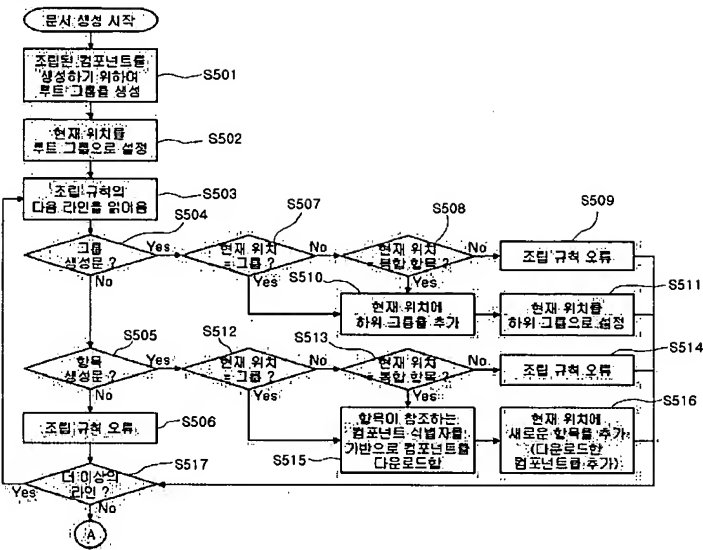 문서 생성 시작
조립된 컴포넌트를
생성하기 위하여
루트 그룹을 생성
S501
현재 위치를
루트 그룹으로 설정
S502
조립 규칙의
다음 라인을 읽어옴
S503
S504
그룹
생성문 ?
Yes
No
S507
현재 위치
= 그룹 ?
No
Yes
S508
현재 위치
= 복합 항목 ?
No
Yes
S509
조립 규칙 오류
S510
현재 위치에
하위 그룹을 추가
S511
현재 위치를
하위 그룹으로 설정
S505
항목
생성문 ?
Yes
No
S512
현재 위치
= 그룹 ?
No
Yes
S513
현재 위치
= 복합 항목 ?
No
Yes
S514
조립 규칙 오류
조립 규칙 오류
S506
항목이 참조하는
컴포넌트 식별자를
기반으로 컴포넌트를
다운로드함
S515
S516
현재 위치에
새로운 항목을 추가
(다운로드한
컴포넌트를 추가)
S517
더 이상의
라인 ?
Yes
No
A